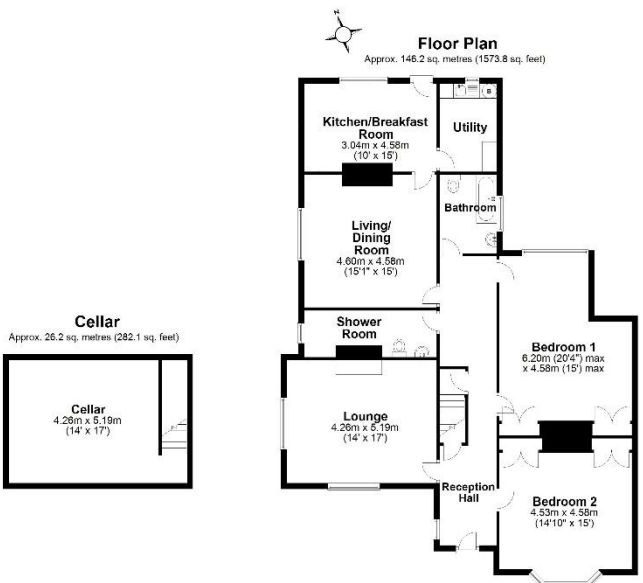 N
Floor Plan
Approx. 146.2 sq. metres (1573.8 sq. feet)
Kitchen/Breakfast
Room
3.04m x 4.58m
(10' x 15')
Utility
B
Living/
Dining
Room
4.60m x 4.58m
(15'1" x 15')
Bathroom
Shower
Room
Bedroom 1
6.20m (20'4") max
x 4.58m (15') max
Lounge
4.26m x 5.19m
(14' x 17')
Reception
Hall
Bedroom 2
4.53m x 4.58m
(14'10" x 15')
Cellar
Approx. 26.2 sq. metres (282.1 sq. feet)
Cellar
4.26m x 5.19m
(14' x 17')